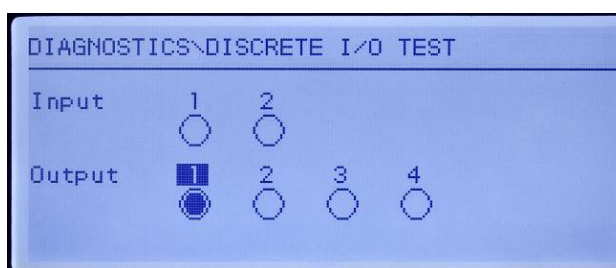 DIAGNOSTICS\DISCRETE I/O TEST
Input 1 2
Output 1 2 3 4